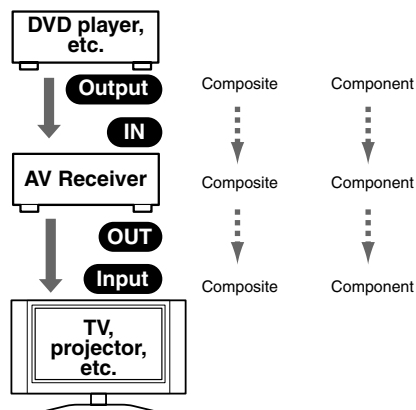 DVD player,
etc.
Output
Composite
Component
IN
AV Receiver
Composite
Component
OUT
Input
Composite
Component
TV,
projector,
etc.